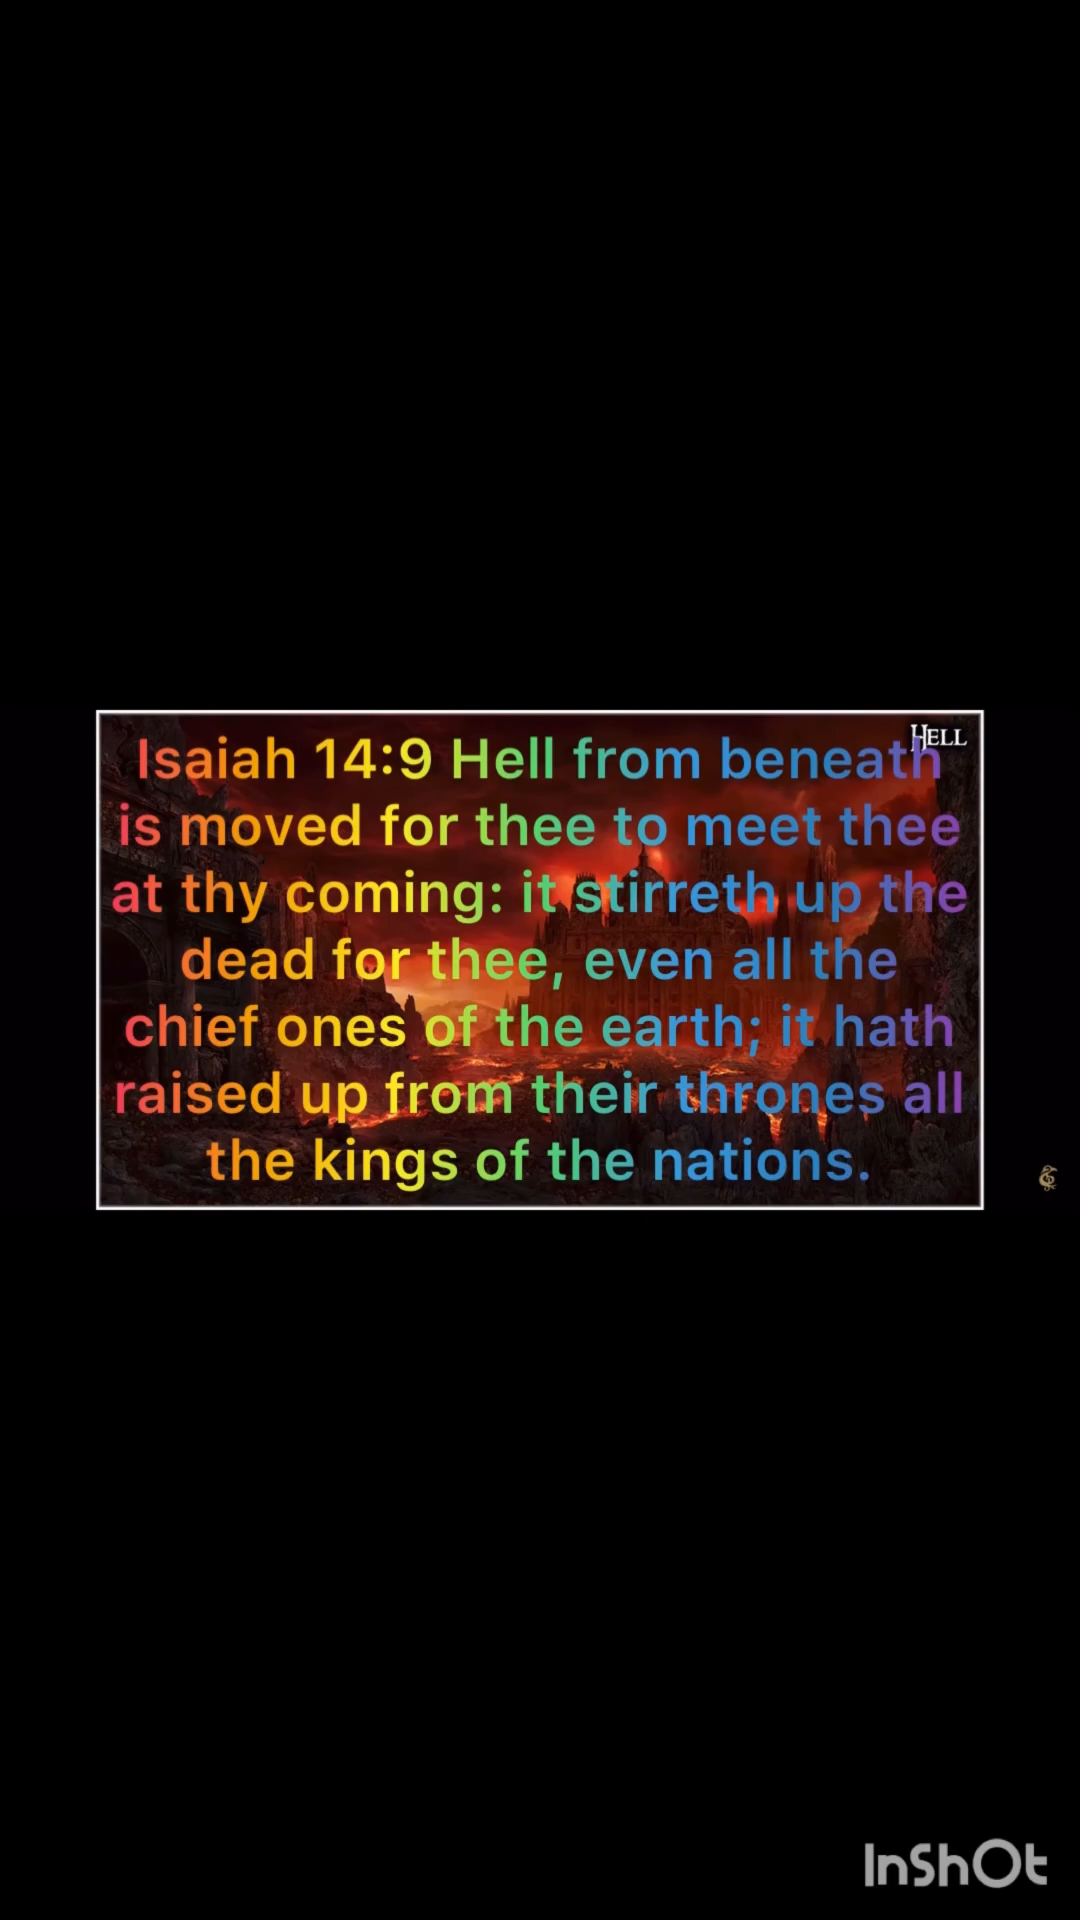 HELL
Isaiah 14:9 Hell from beneath
is moved for thee to meet thee
at thy coming: it stirreth up the
dead for thee, even all the
chief ones of the earth; it hath
raised up from their thrones all
the kings of the nations.
InShOt